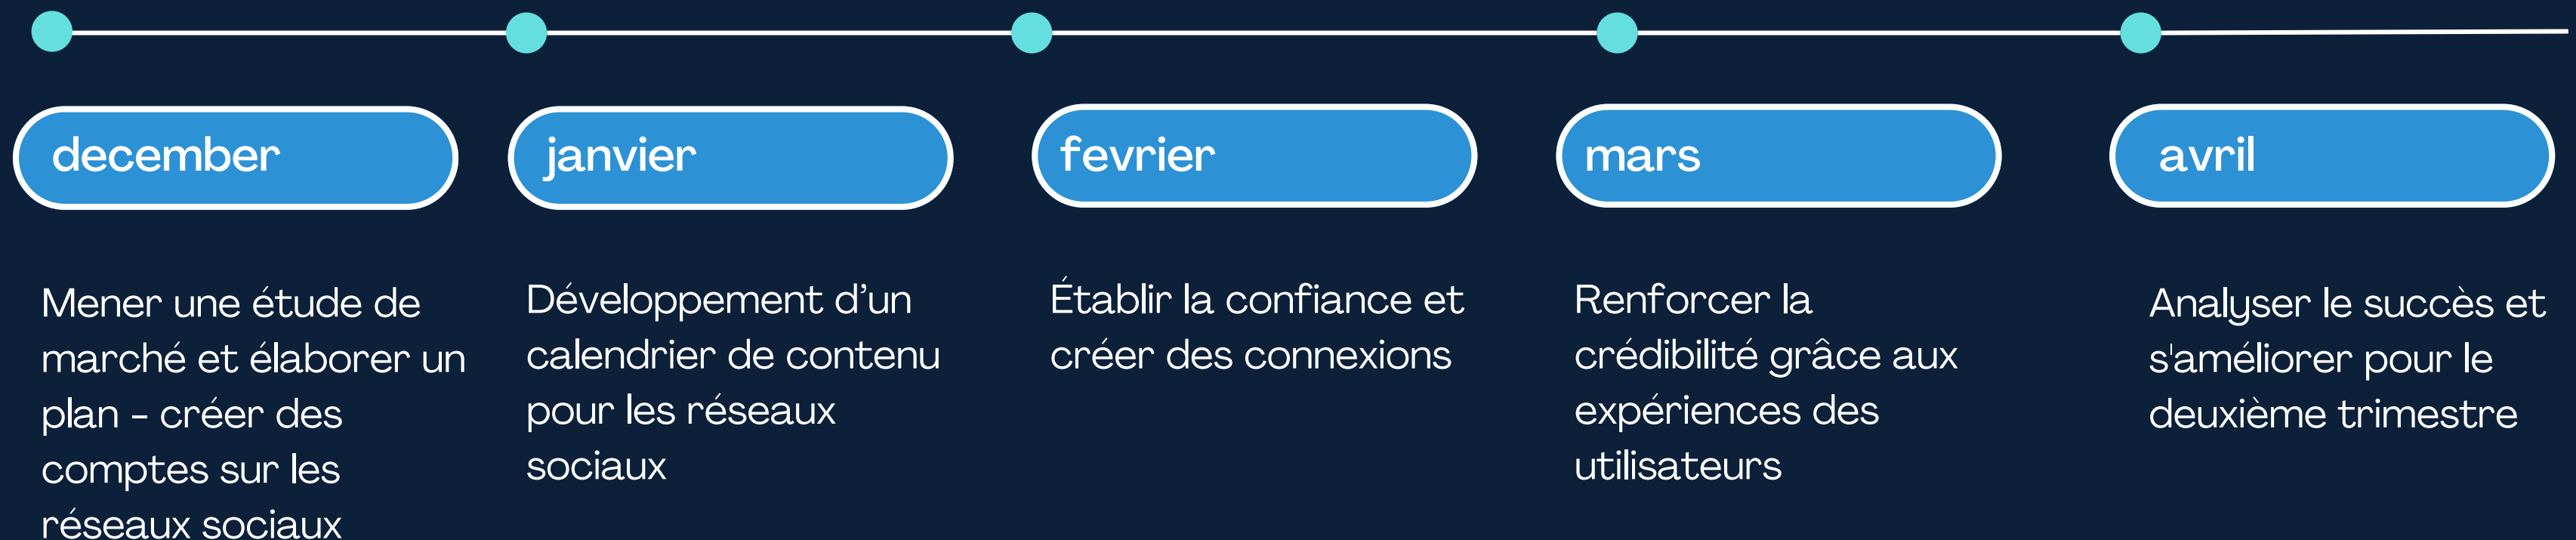 december
Mener une étude de
marché et élaborer un
plan - créer des
comptes sur les
réseaux sociaux
janvier
Développement d’un
calendrier de contenu
pour les réseaux
sociaux
fevrier
Établir la confiance et
créer des connexions
mars
Renforcer la
crédibilité grâce aux
expériences des
utilisateurs
avril
Analyser le succès et
s'améliorer pour le
deuxième trimestre